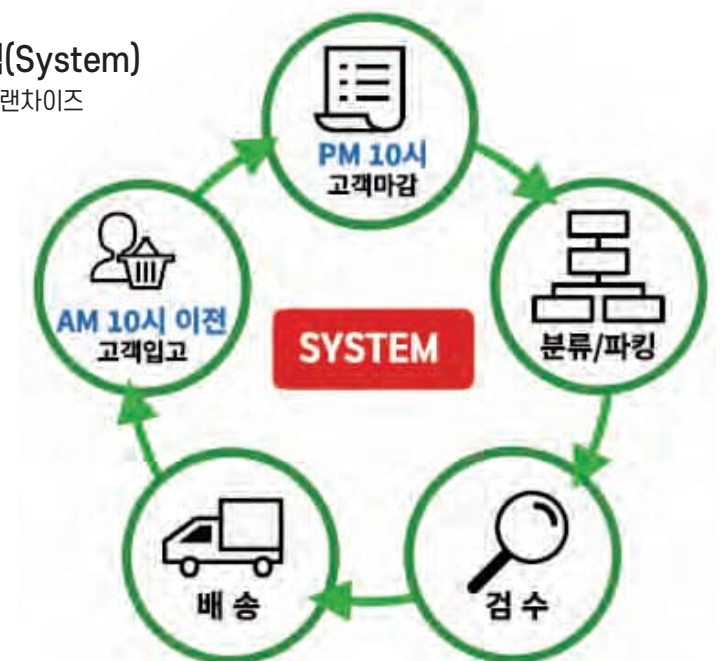 (System)
랜차이즈
PM 10시
고객마감
AM 10시 이전
고객입고
SYSTEM
분류/파킹
배 송
검 수